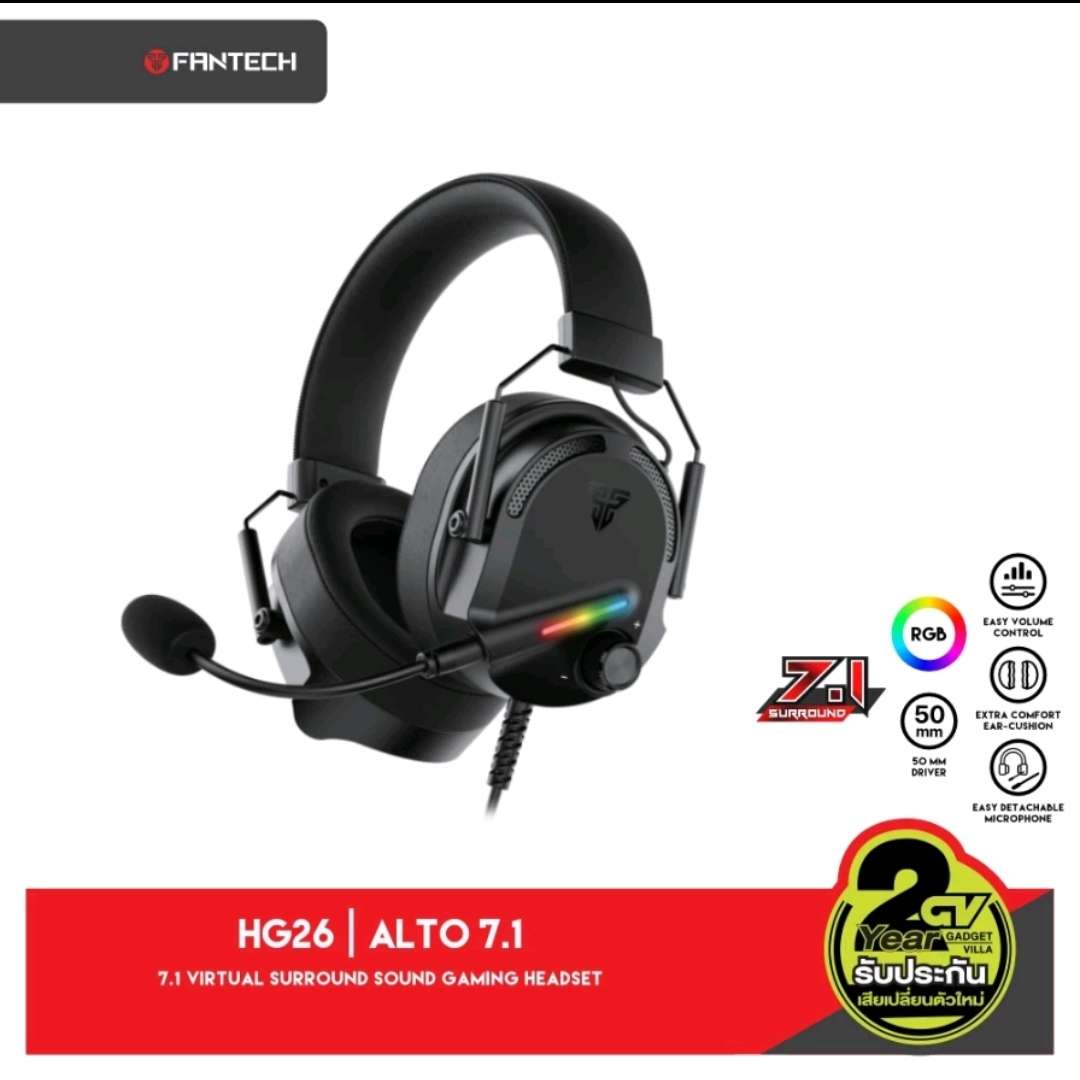 FANTECH
RGB
EASY VOLUME
CONTROL
7.1
SURROUND
50
mm
50 MM
DRIVER
EXTRA COMFORT
EAR-CUSHION
EASY DETACHABLE
MICROPHONE
HG26 | ALTO 7.1
7.1 VIRTUAL SURROUND SOUND GAMING HEADSET
2
Year
GV
GADGET
VILLA
รับประกัน
เสียเปลี่ยนตัวใหม่